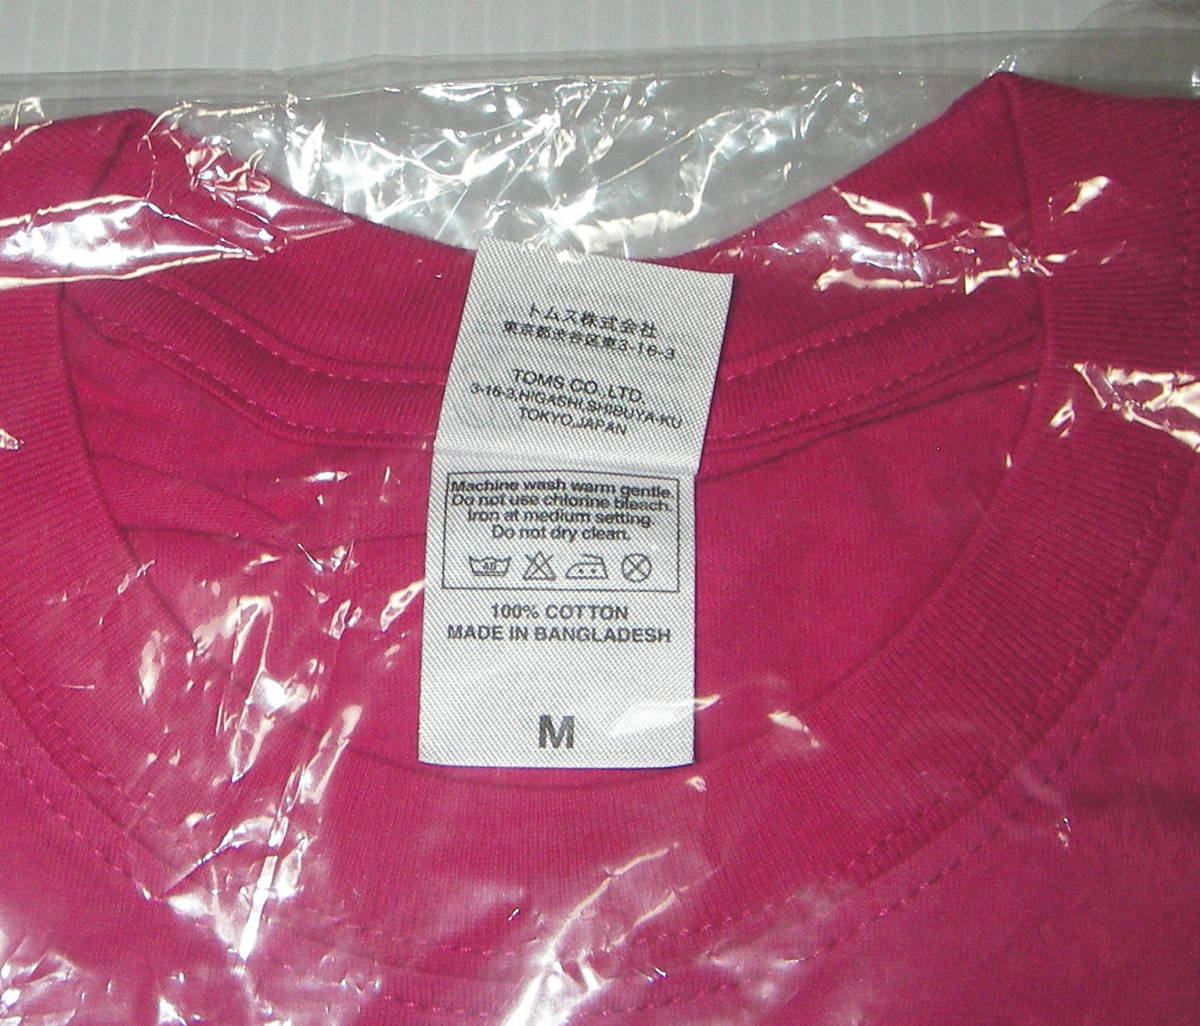 トムス株式会社
東京都渋谷区東3-16-3
TOMS CO.,LTD.
3-16-3,HIGASHI,SHIBUYA-KU
TOKYO,JAPAN
Machine wash warm gentle.
Do not use chlorine bleach.
Iron at medium setting.
Do not dry clean.
40
100% COTTON
MADE IN BANGLADESH
M